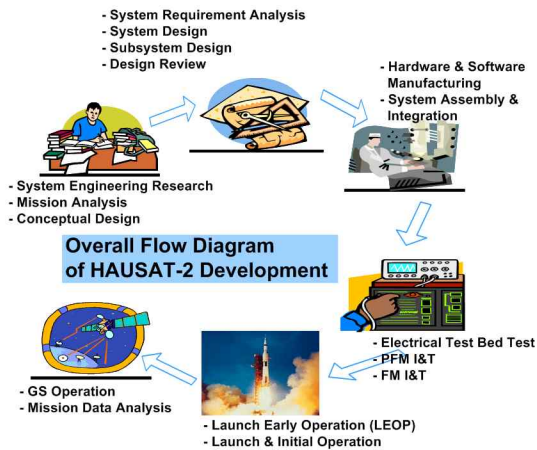 - System Requirement Analysis
- System Design
- Subsystem Design
- Design Review
- Hardware & Software
Manufacturing
- System Assembly &
Integration
- System Engineering Research
- Mission Analysis
- Conceptual Design
Overall Flow Diagram
of HAUSAT-2 Development
- Electrical Test Bed Test
- PFM I&T
- FM I&T
- GS Operation
- Mission Data Analysis
- Launch Early Operation (LEOP)
- Launch & Initial Operation